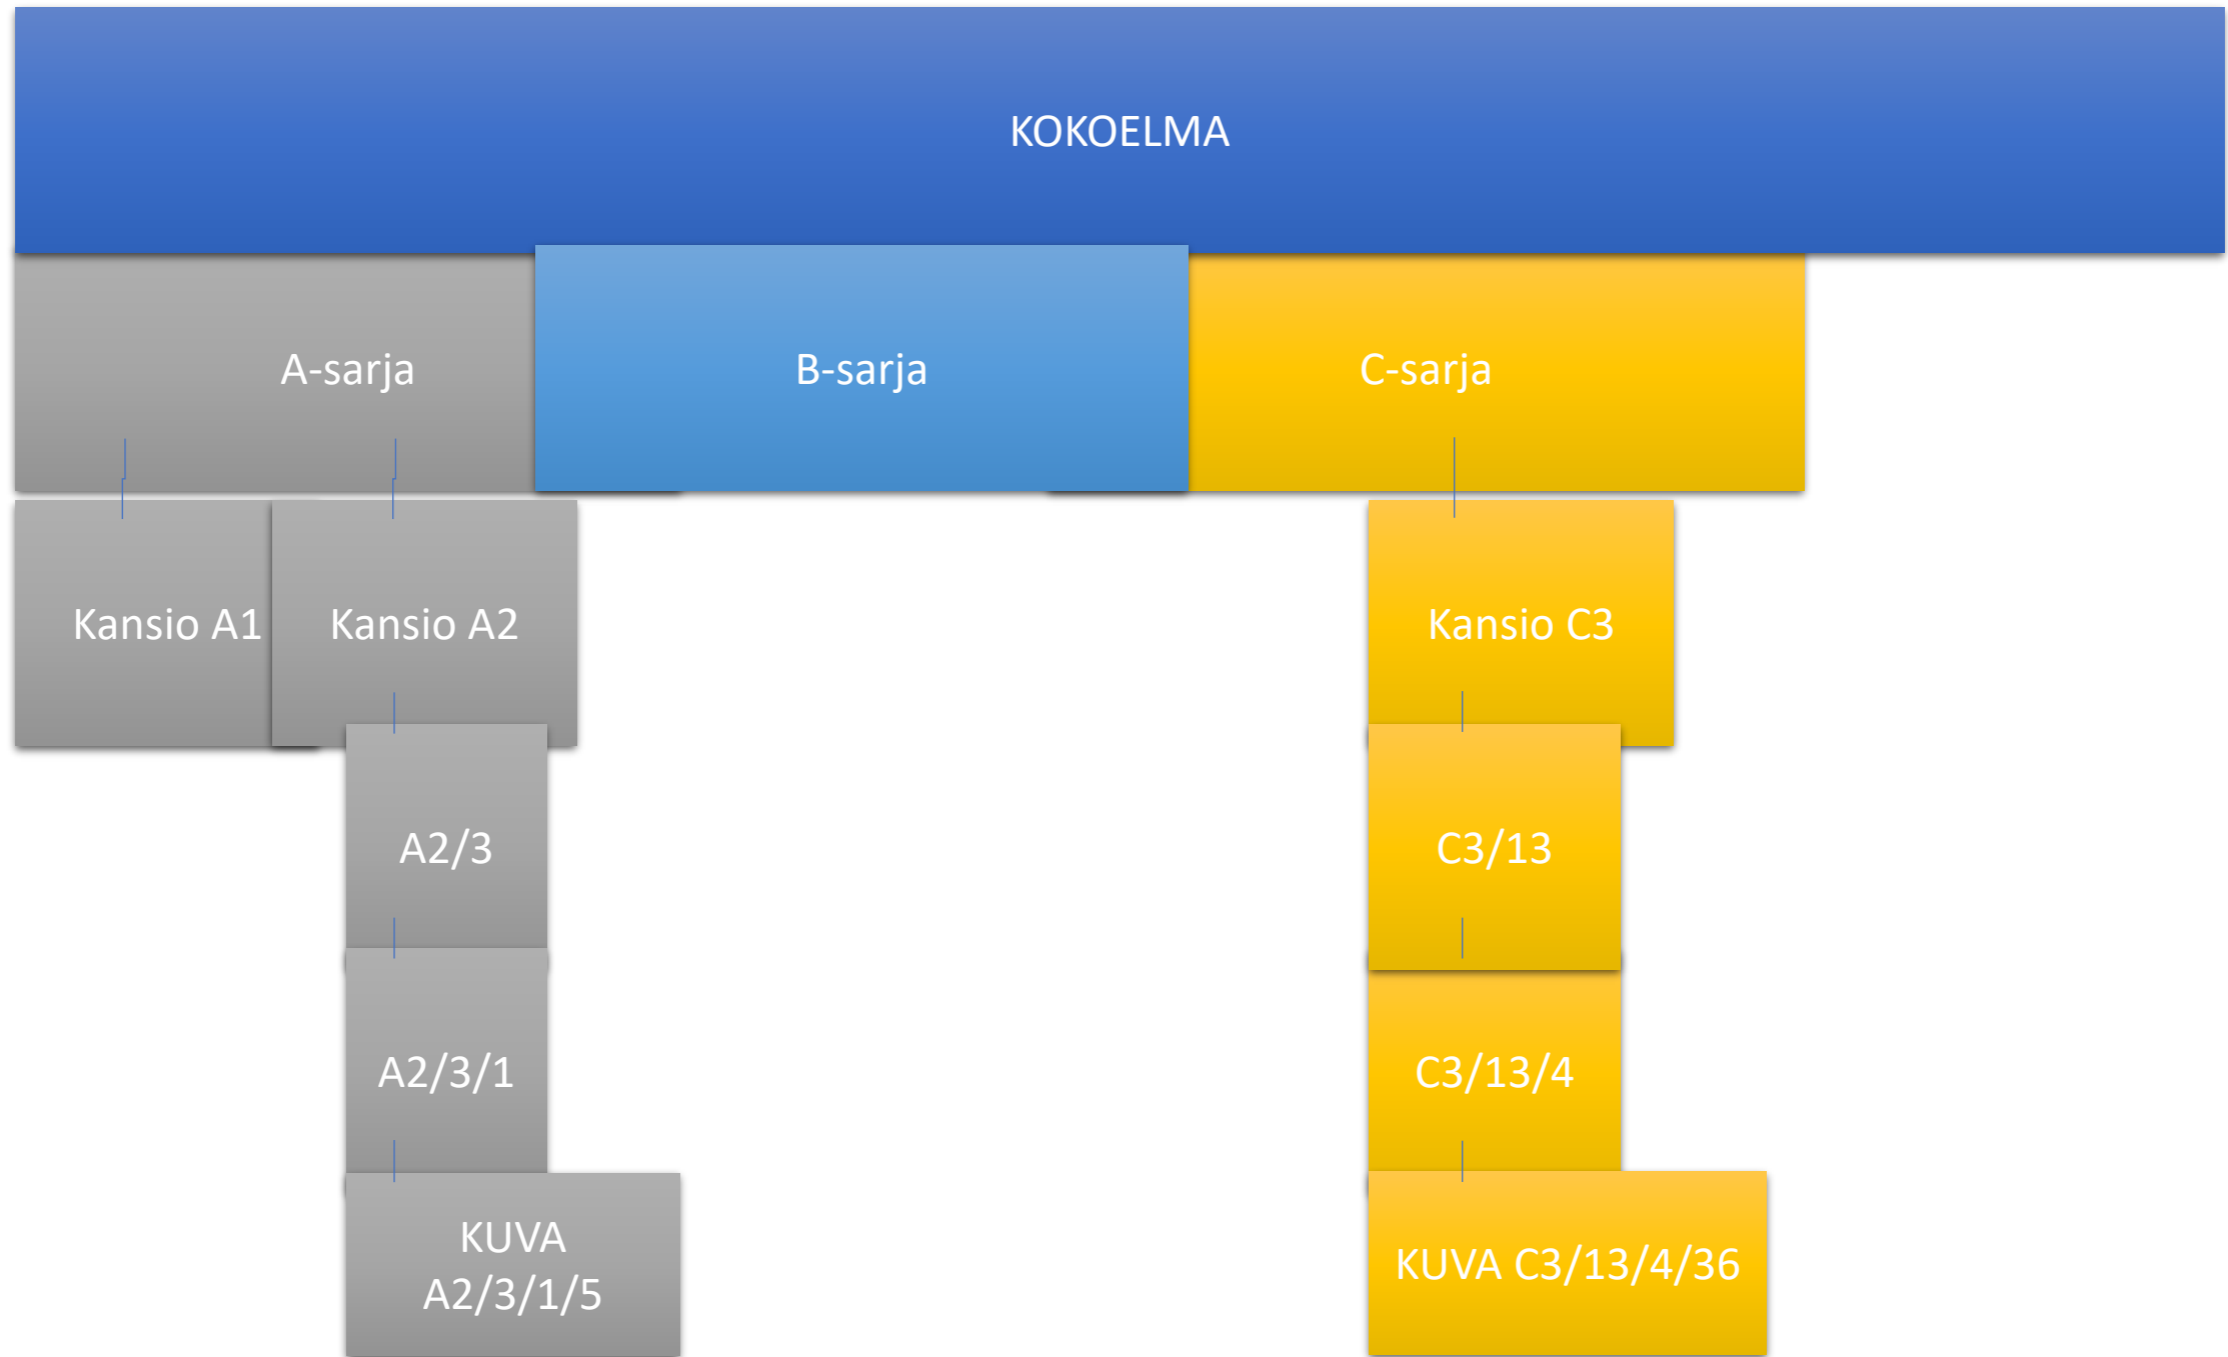 KOKOELMA
A-sarja
B-sarja
C-sarja
Kansio A1
Kansio A2
Kansio C3
A2/3
C3/13
A2/3/1
C3/13/4
KUVA
A2/3/1/5
KUVA C3/13/4/36